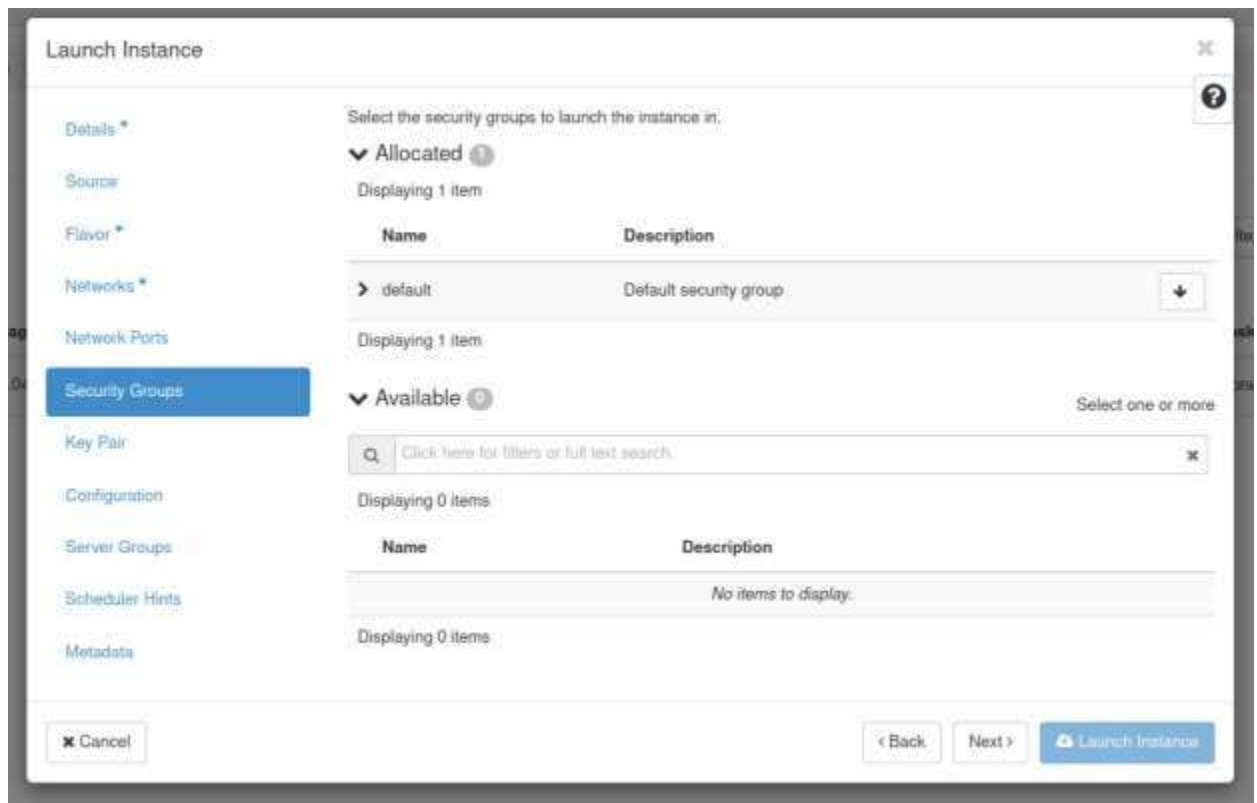 Launch Instance
Details *
Source
Flavor *
Networks *
Network Ports
Security Groups
Key Pair
Configuration
Server Groups
Scheduler Hints
Metadata
Select the security groups to launch the instance in.
Allocated 1
Displaying 1 item
Name Description
default Default security group
Displaying 1 item
Available 0
Select one or more
Click here for filters or full text search.
Displaying 0 items
Name Description
No items to display.
Displaying 0 items
Cancel
< Back Next > Launch Instance